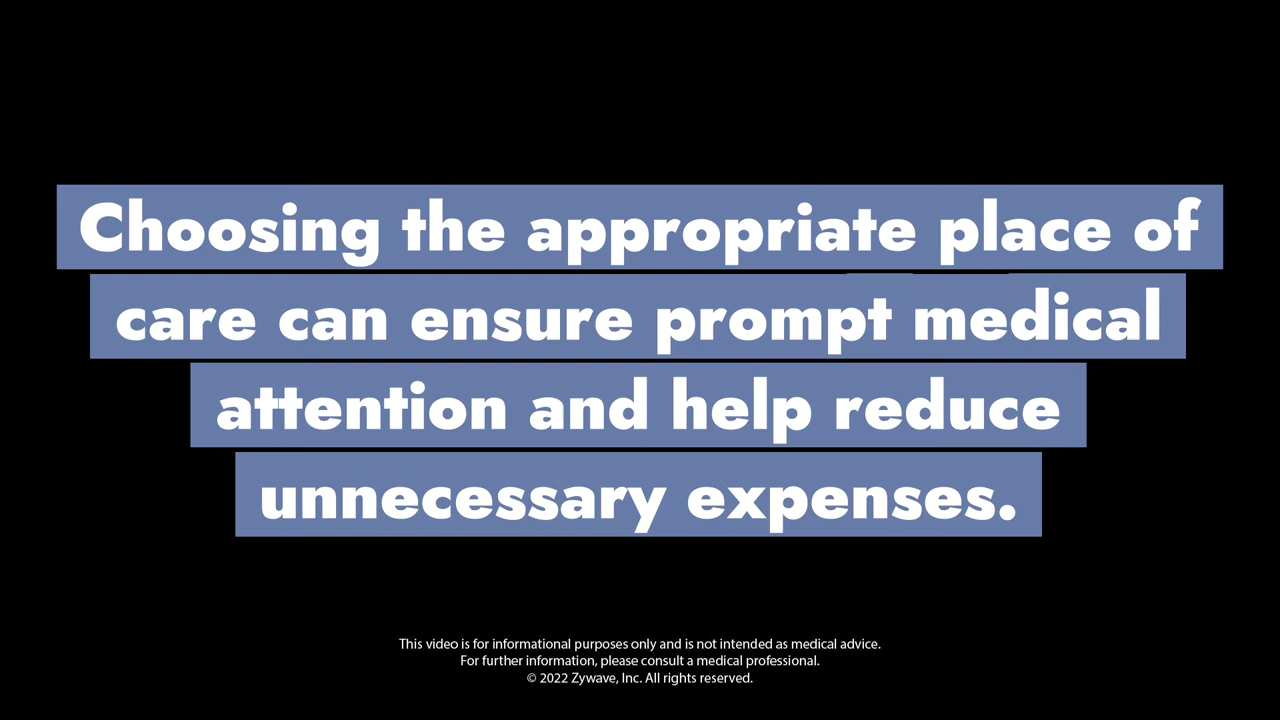 Choosing the appropriate place of
care can ensure prompt medical
attention and help reduce
unnecessary expenses.
This video is for informational purposes only and is not intended as medical advice.
For further information, please consult a medical professional.
© 2022 Zywave, Inc. All rights reserved.